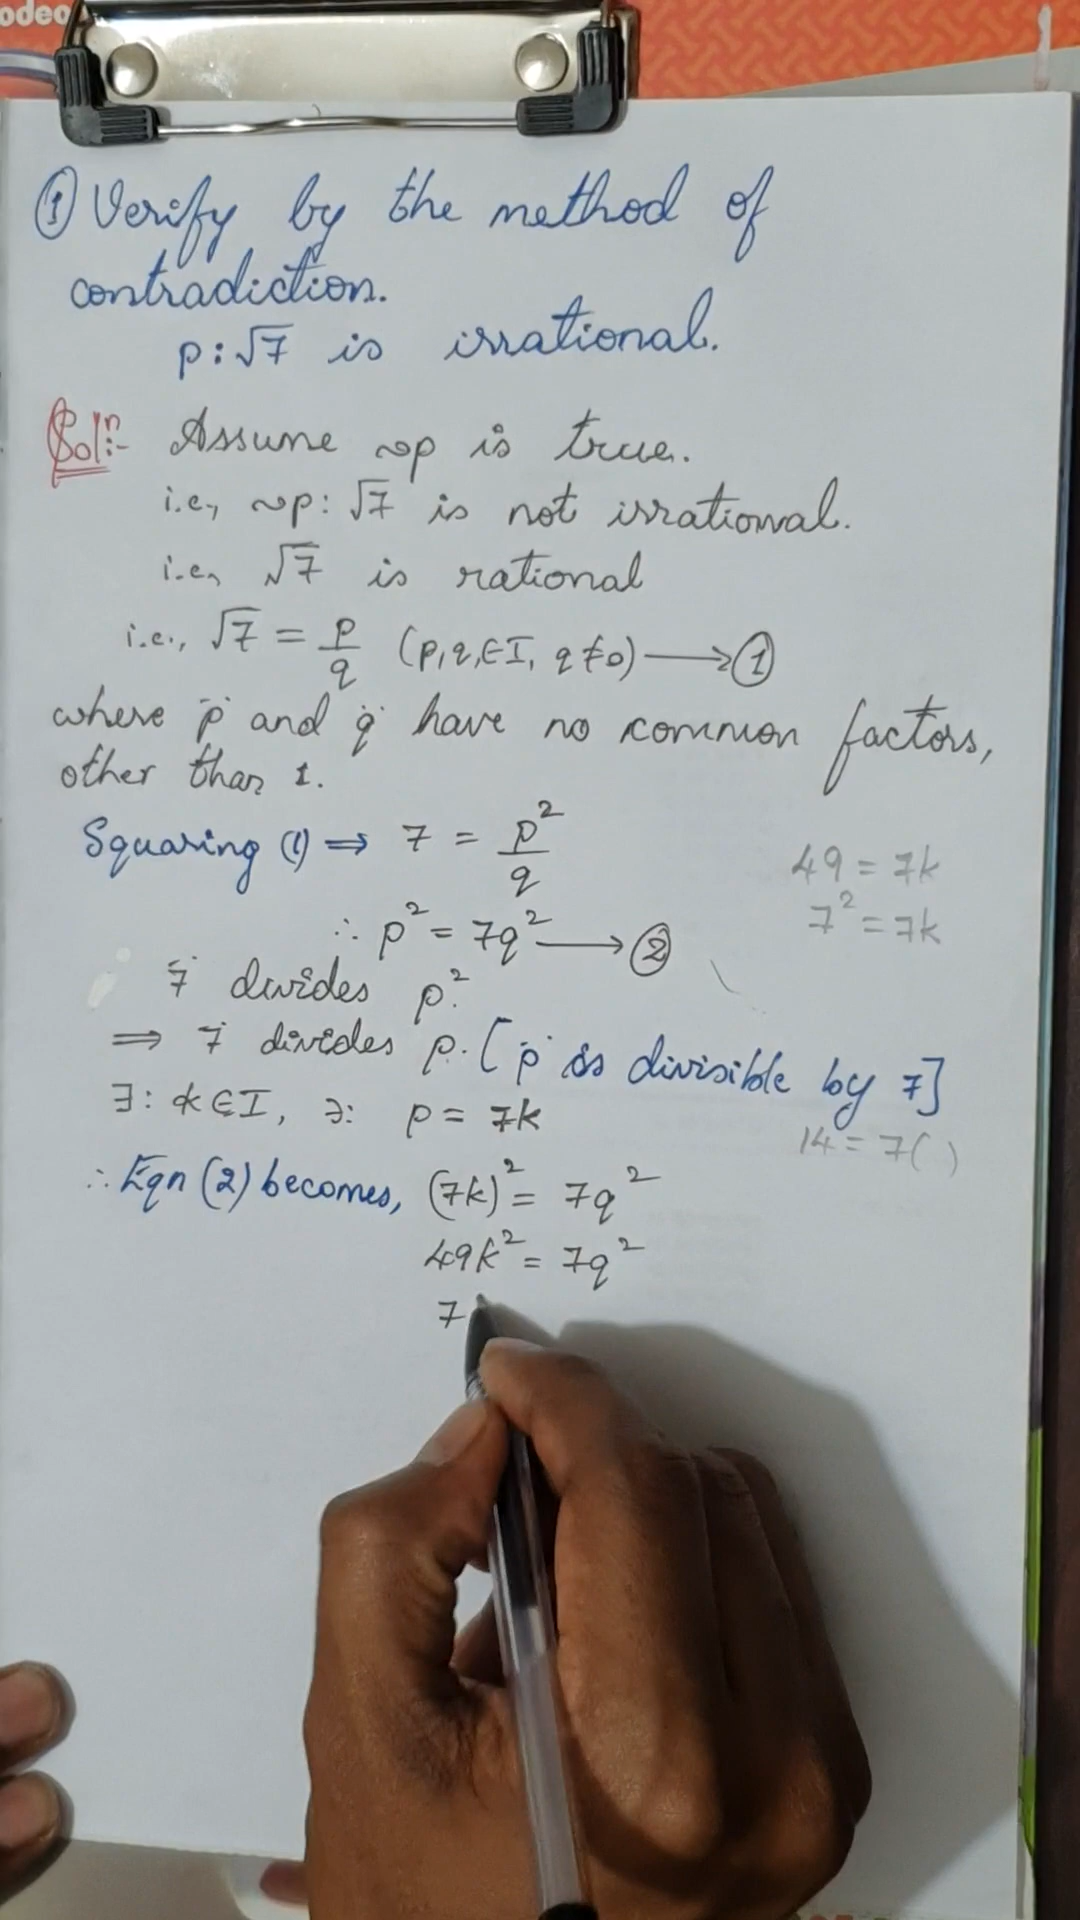 odeo
① Verify by the method of
contradiction.
p: √7 is irrational.
Solⁿ:- Assume ~p is true.
i.e., ~p: √7 is not irrational.
i.e., √7 is rational
i.e., √7 = p/q (p, q, ∈ I, q ≠ 0) ⟶ ①
where 'p' and 'q' have no common factors,
other than 1.
Squaring (1) ⇒ 7 = p²/q
49 = 7k
7² = 7k
∴ p² = 7q² ⟶ ②
7 divides p².
⇒ 7 divides p. ['p' is divisible by 7]
∃: k ∈ I, ∋: p = 7k
14 = 7( )
∴ Eqn (2) becomes, (7k)² = 7q²
49k² = 7q²
7